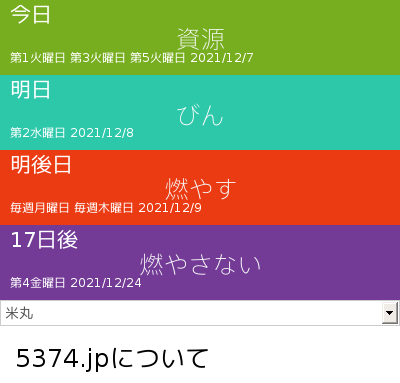 今日
資源
第1火曜日 第3火曜日 第5火曜日 2021/12/7
明日
びん
第2水曜日 2021/12/8
明後日
燃やす
毎週月曜日 毎週木曜日 2021/12/9
17日後
燃やさない
第4金曜日 2021/12/24
米丸
5374.jpについて